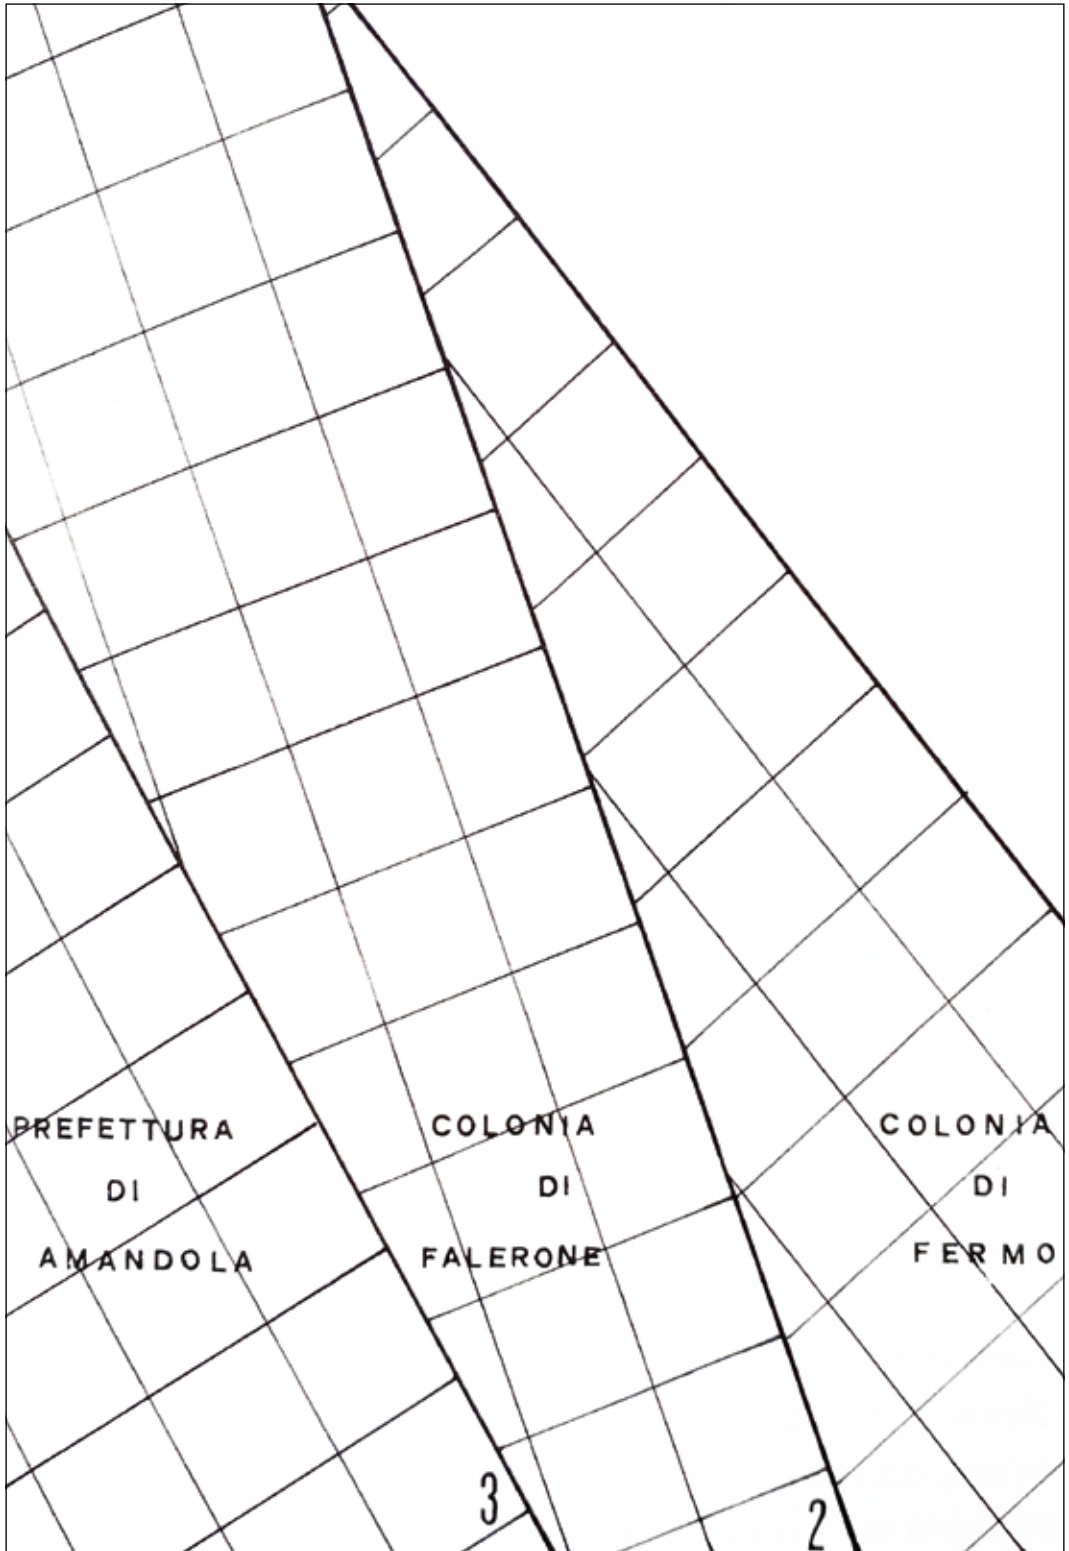 PREFETTURA
DI
AMANDOLA
COLONIA
DI
FALERONE
COLONIA
DI
FERMO
3
2